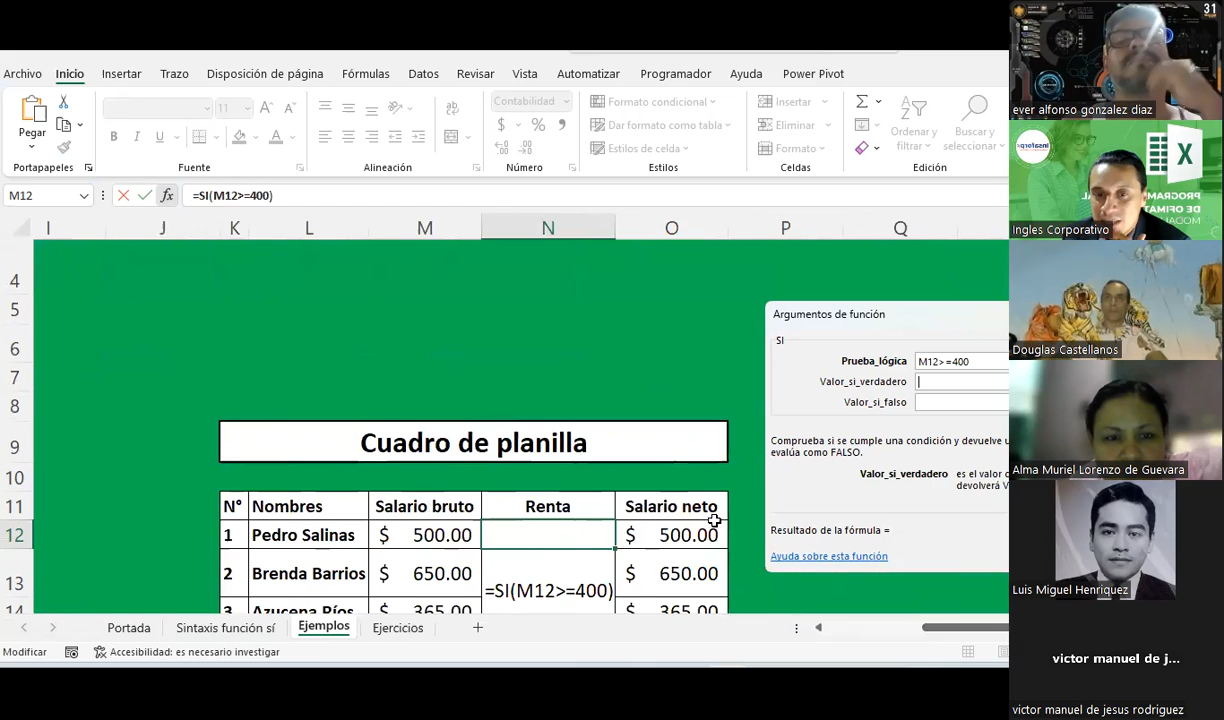 31
ever alfonso gonzalez diaz
Archivo Inicio Insertar Trazo Disposición de página Fórmulas Datos Revisar Vista Automatizar Programador Ayuda Power Pivot
Pegar
Portapapeles
11
N K S
Fuente
Alineación
Contabilidad
$ % ,
Número
Formato condicional
Dar formato como tabla
Estilos de celda
Estilos
Insertar
Eliminar
Formato
Celdas
Ordenar y filtrar
Buscar y seleccionar
Edición
Ingles Corporativo
M12 fx =SI(M12>=400)
I J K L M N O P Q
4
5
6
7
8
9
10
11
12
13
14
Cuadro de planilla
N° Nombres Salario bruto Renta Salario neto
1 Pedro Salinas $ 500.00 $ 500.00
2 Brenda Barrios $ 650.00 =SI(M12>=400) $ 650.00
3 Azucena Ríos $ 365.00 $ 365.00
Argumentos de función
SI
Prueba_lógica M12>=400
Valor_si_verdadero
Valor_si_falso
Comprueba si se cumple una condición y devuelve u
evalúa como FALSO.
Valor_si_verdadero es el valor
devolverá V
Resultado de la fórmula =
Ayuda sobre esta función
Douglas Castellanos
Alma Muriel Lorenzo de Guevara
Luis Miguel Henriquez
victor manuel de j...
victor manuel de jesus rodriguez
Portada Sintaxis función sí Ejemplos Ejercicios +
Modificar Accesibilidad: es necesario investigar